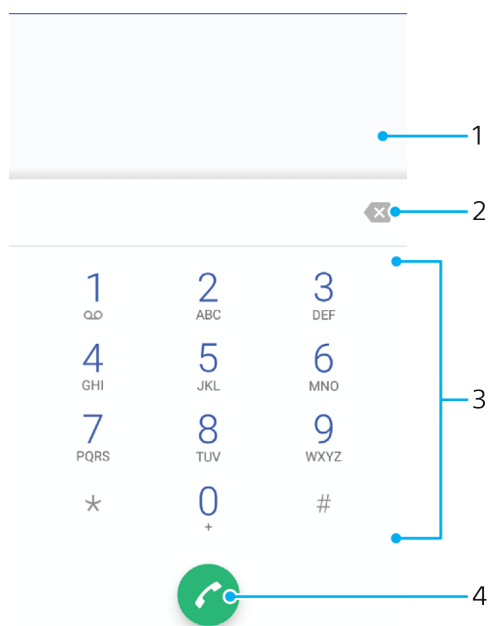 1
2
1 2 3
ABC DEF
4 5 6
GHI JKL MNO
3
7 8 9
PQRS TUV WXYZ
* 0 #
+
4